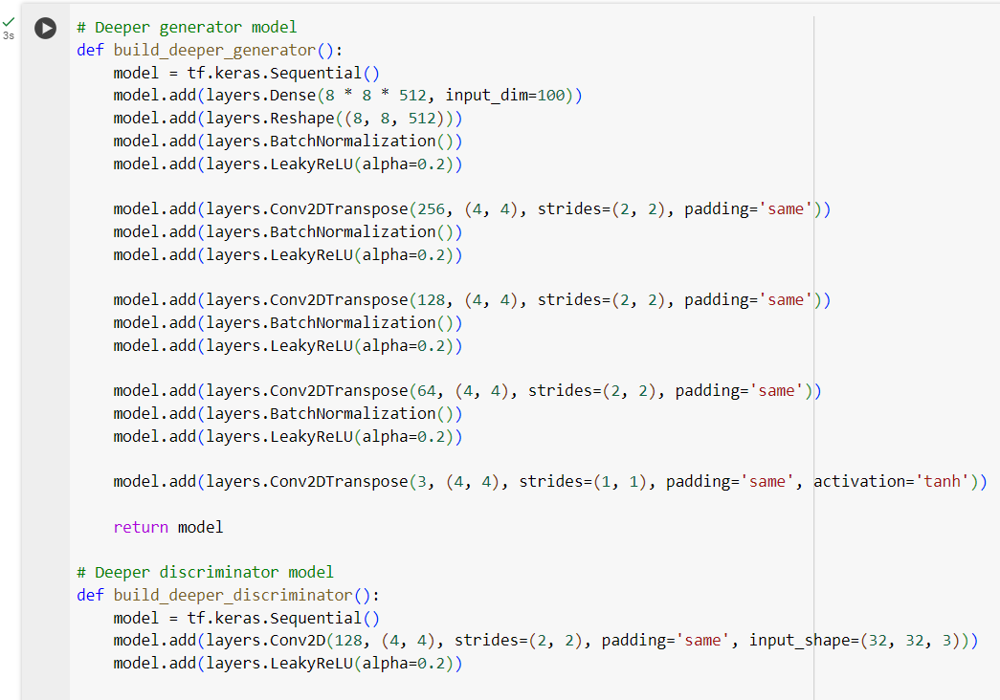 3s
# Deeper generator model
def build_deeper_generator():
    model = tf.keras.Sequential()
    model.add(layers.Dense(8 * 8 * 512, input_dim=100))
    model.add(layers.Reshape((8, 8, 512)))
    model.add(layers.BatchNormalization())
    model.add(layers.LeakyReLU(alpha=0.2))

    model.add(layers.Conv2DTranspose(256, (4, 4), strides=(2, 2), padding='same'))
    model.add(layers.BatchNormalization())
    model.add(layers.LeakyReLU(alpha=0.2))

    model.add(layers.Conv2DTranspose(128, (4, 4), strides=(2, 2), padding='same'))
    model.add(layers.BatchNormalization())
    model.add(layers.LeakyReLU(alpha=0.2))

    model.add(layers.Conv2DTranspose(64, (4, 4), strides=(2, 2), padding='same'))
    model.add(layers.BatchNormalization())
    model.add(layers.LeakyReLU(alpha=0.2))

    model.add(layers.Conv2DTranspose(3, (4, 4), strides=(1, 1), padding='same', activation='tanh'))

    return model

# Deeper discriminator model
def build_deeper_discriminator():
    model = tf.keras.Sequential()
    model.add(layers.Conv2D(128, (4, 4), strides=(2, 2), padding='same', input_shape=(32, 32, 3)))
    model.add(layers.LeakyReLU(alpha=0.2))